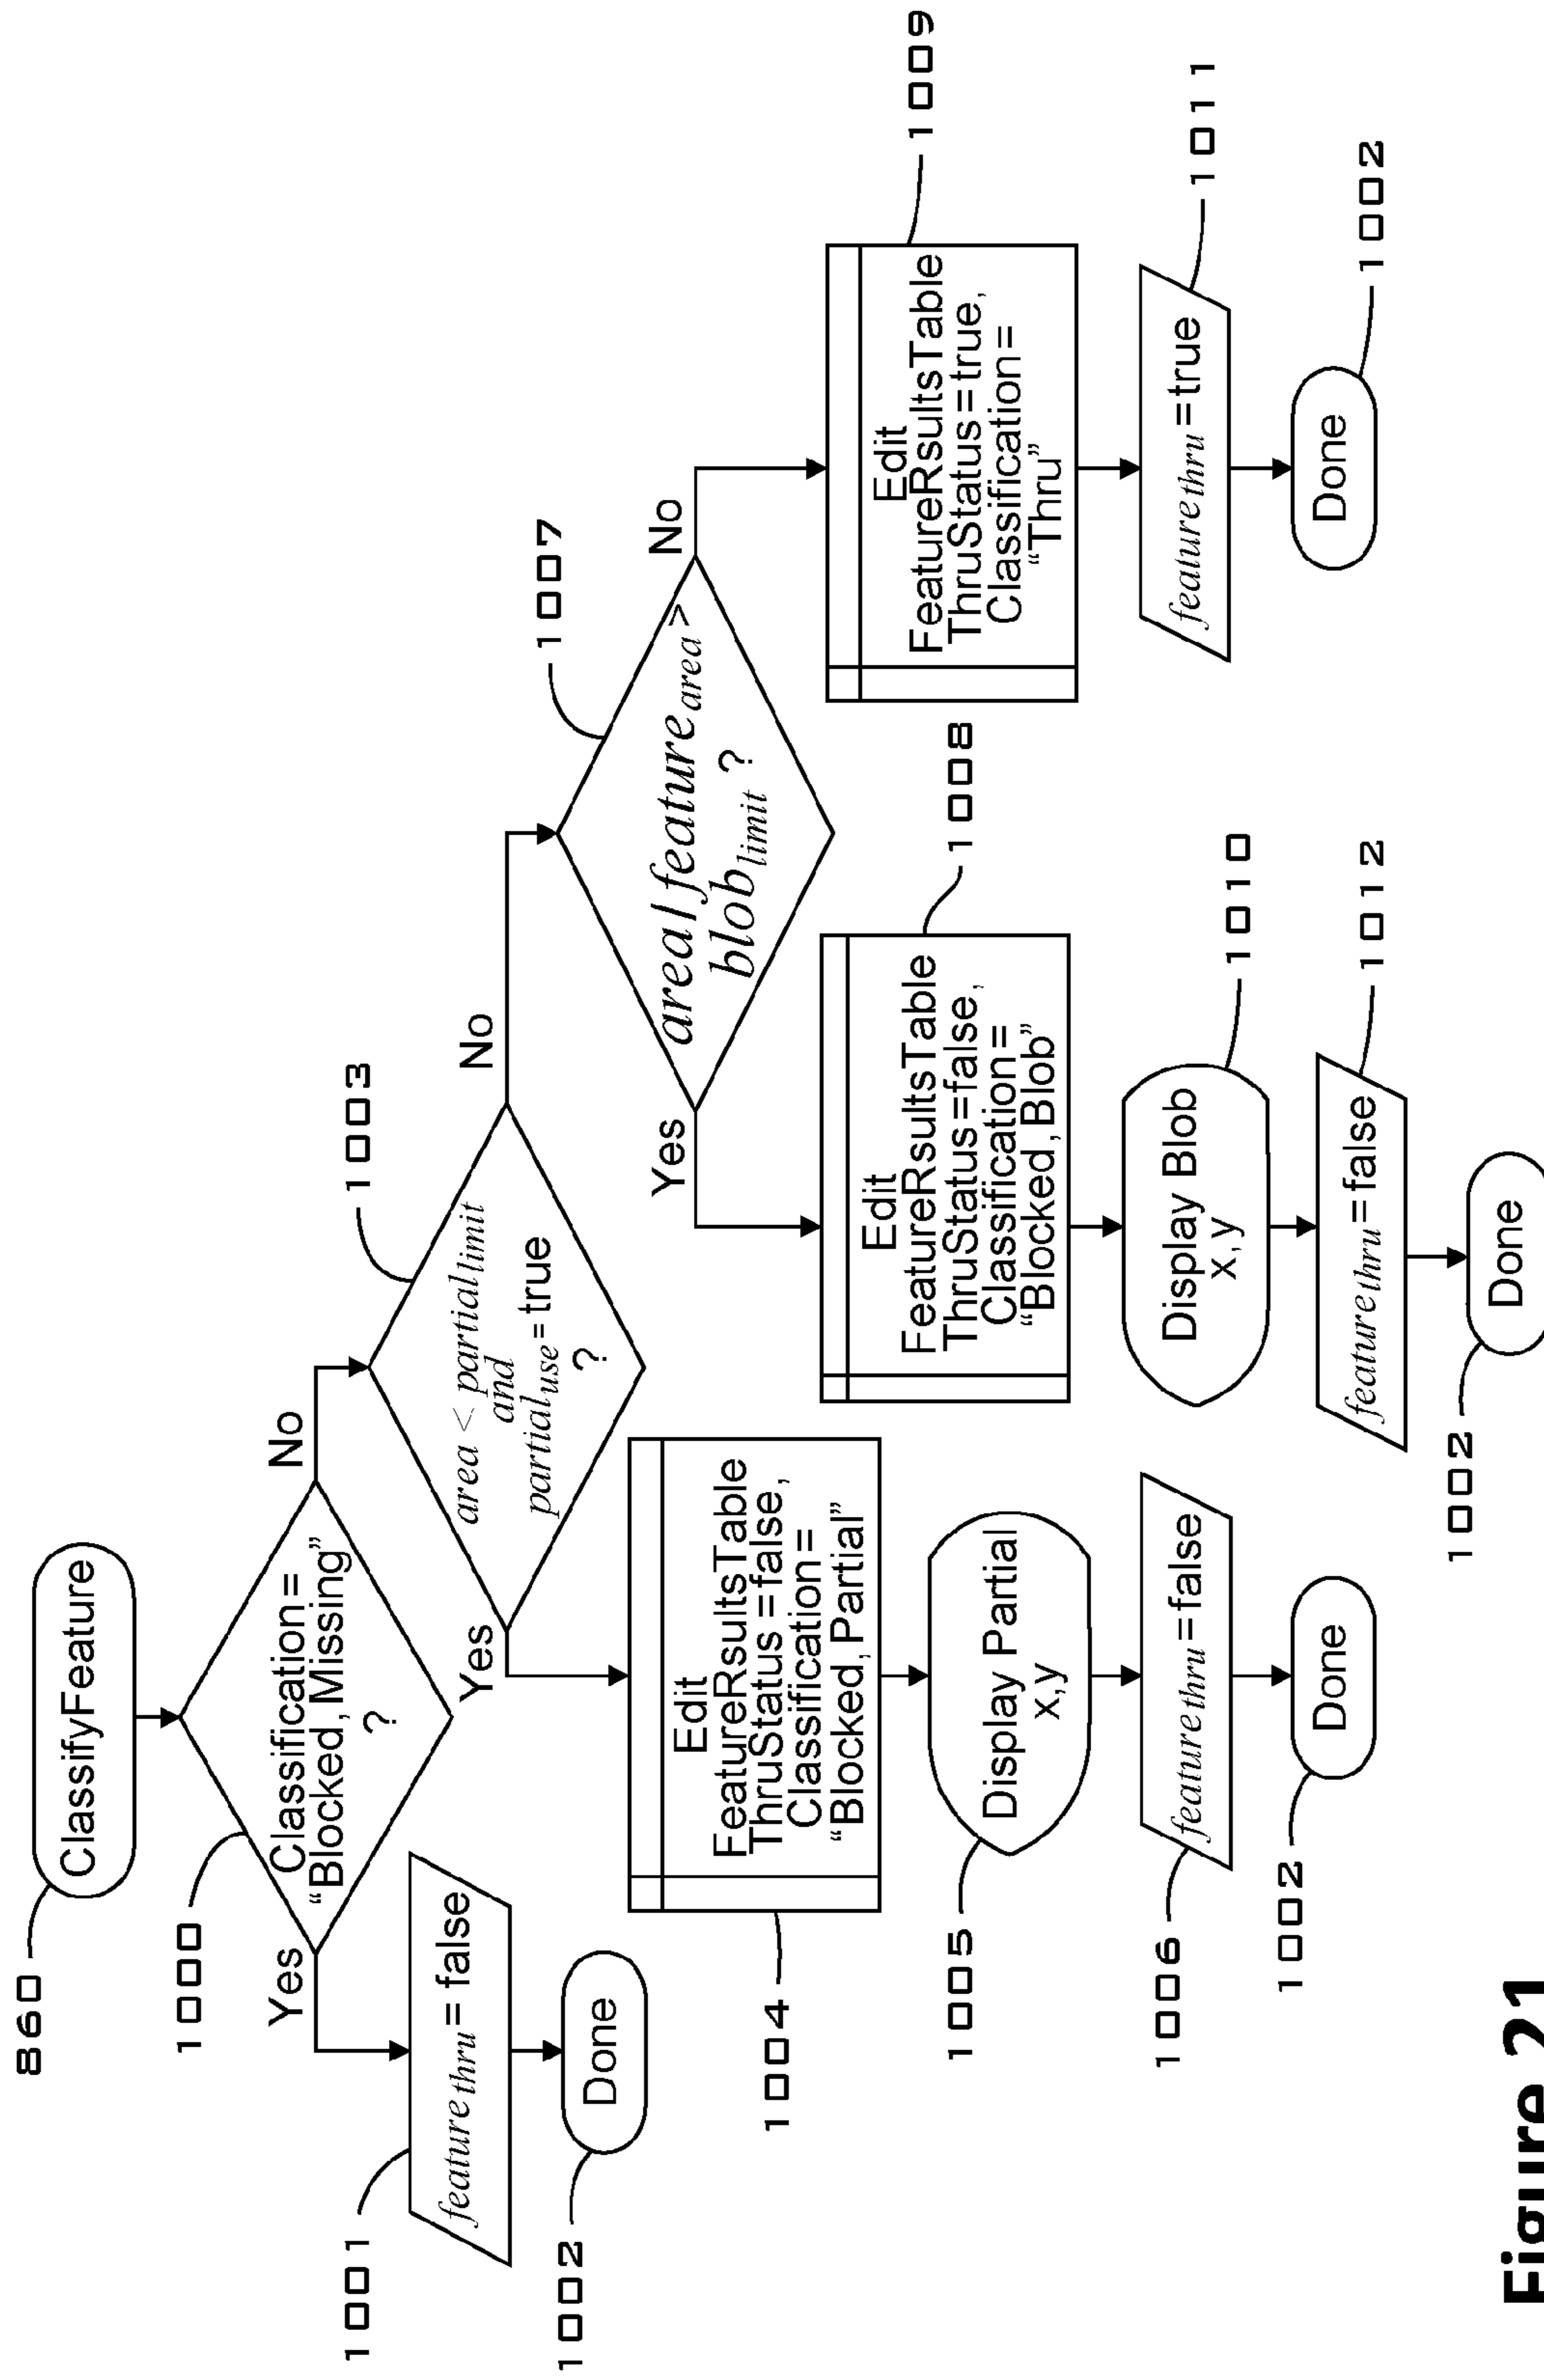 860
ClassifyFeature
1000
Classification=
“Blocked,Missing”
?
Yes
No
1001
feature thru = false
1002
Done
1003
area < partial limit
and
partial use = true
?
Yes
No
1004
Edit
FeatureRsultsTable
ThruStatus =false,
Classification=
“Blocked,Partial”
1005
Display Partial
x,y
1006
feature thru =false
1002
Done
1007
area/feature area >
blob limit ?
Yes
No
1008
Edit
FeatureRsultsTable
ThruStatus=false,
Classification=
“Blocked,Blob”
1010
Display Blob
x,y
1012
feature thru =false
1002
Done
1009
Edit
FeatureRsultsTable
ThruStatus=true,
Classification=
“Thru”
1011
feature thru =true
1002
Done
Figure 21